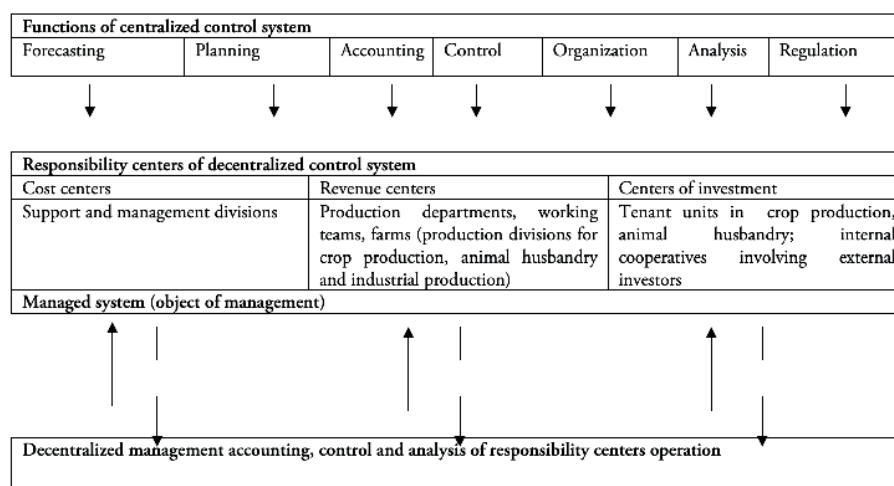 Functions of centralized control system
Forecasting Planning Accounting Control Organization Analysis Regulation
Responsibility centers of decentralized control system
Cost centers Revenue centers Centers of investment
Support and management divisions
Production departments, working
teams, farms (production divisions for
crop production, animal husbandry
and industrial production)
Tenant units in crop production,
animal husbandry; internal
cooperatives involving external
investors
Managed system (object of management)
Decentralized management accounting, control and analysis of responsibility centers operation